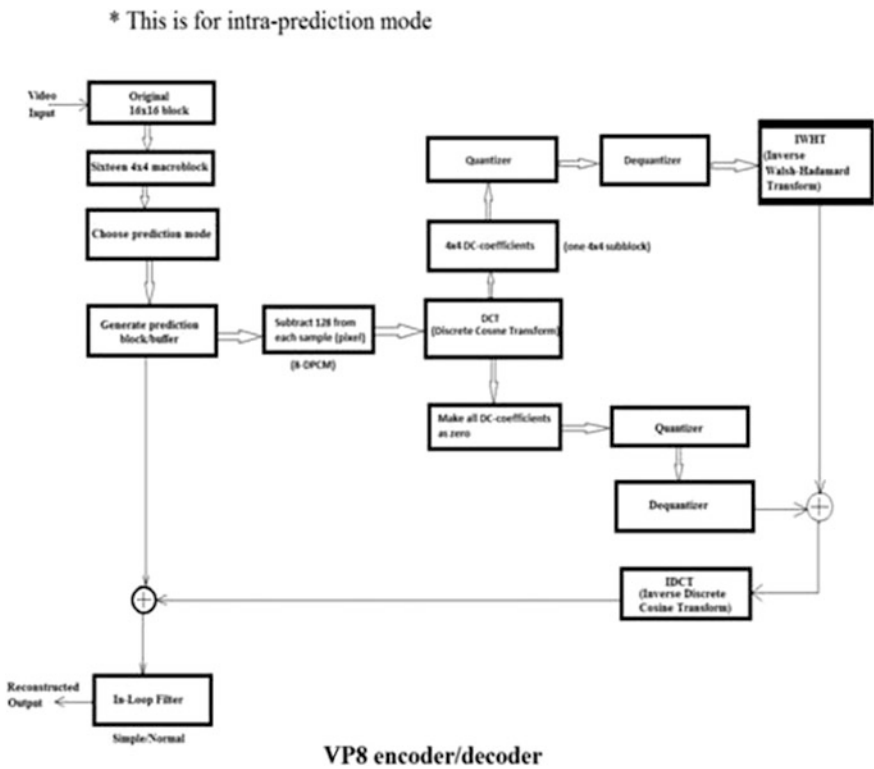 * This is for intra-prediction mode
Video
Input
Original
16x16 block
Sixteen 4x4 macroblock
Choose prediction mode
Generate prediction
block/buffer
Subtract 128 from
each sample (pixel)
(8-DPCM)
Quantizer
Dequantizer
IWHT
(Inverse
Walsh-Hadamard
Transform)
4x4 DC-coefficients
(one 4x4 subblock)
DCT
(Discrete Cosine Transform)
Make all DC-coefficients
as zero
Quantizer
Dequantizer
IDCT
(Inverse Discrete
Cosine Transform)
Reconstructed
Output
In-Loop Filter
Simple/Normal
VP8 encoder/decoder